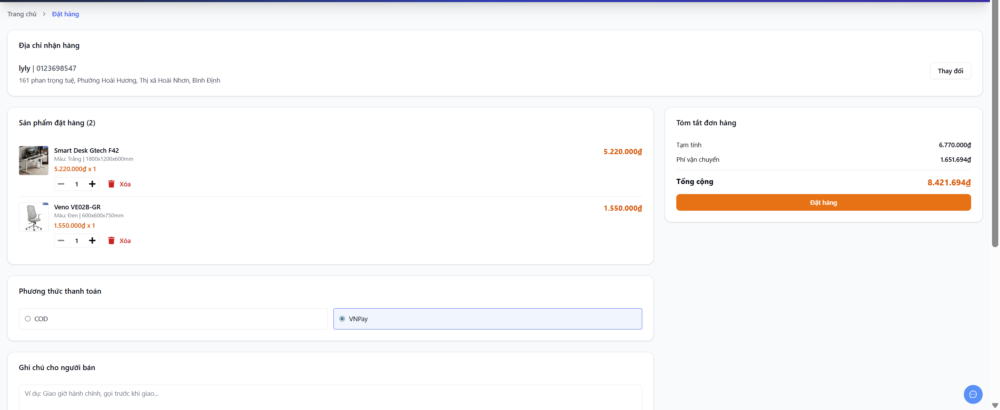 Trang chủ > Đặt hàng
Địa chỉ nhận hàng
lyly | 0123698547
161 phan trọng tuệ, Phường Hoài Hương, Thị xã Hoài Nhơn, Bình Định
Thay đổi
Sản phẩm đặt hàng (2)
Smart Desk Gtech F42
Màu: Trắng | 1800x1200x600mm
5.220.000₫ x 1
1
Xóa
5.220.000₫
Veno VE02B-GR
Màu: Đen | 600x600x750mm
1.550.000₫ x 1
1
Xóa
1.550.000₫
Tóm tắt đơn hàng
Tạm tính 6.770.000₫
Phí vận chuyển 1.651.694₫
Tổng cộng 8.421.694₫
Đặt hàng
Phương thức thanh toán
COD
VNPay
Ghi chú cho người bán
Ví dụ: Giao giờ hành chính, gọi trước khi giao...